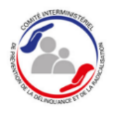 COMITÉ INTERMINISTÉRIEL
DE PRÉVENTION DE LA DÉLINQUANCE ET DE LA RADICALISATION